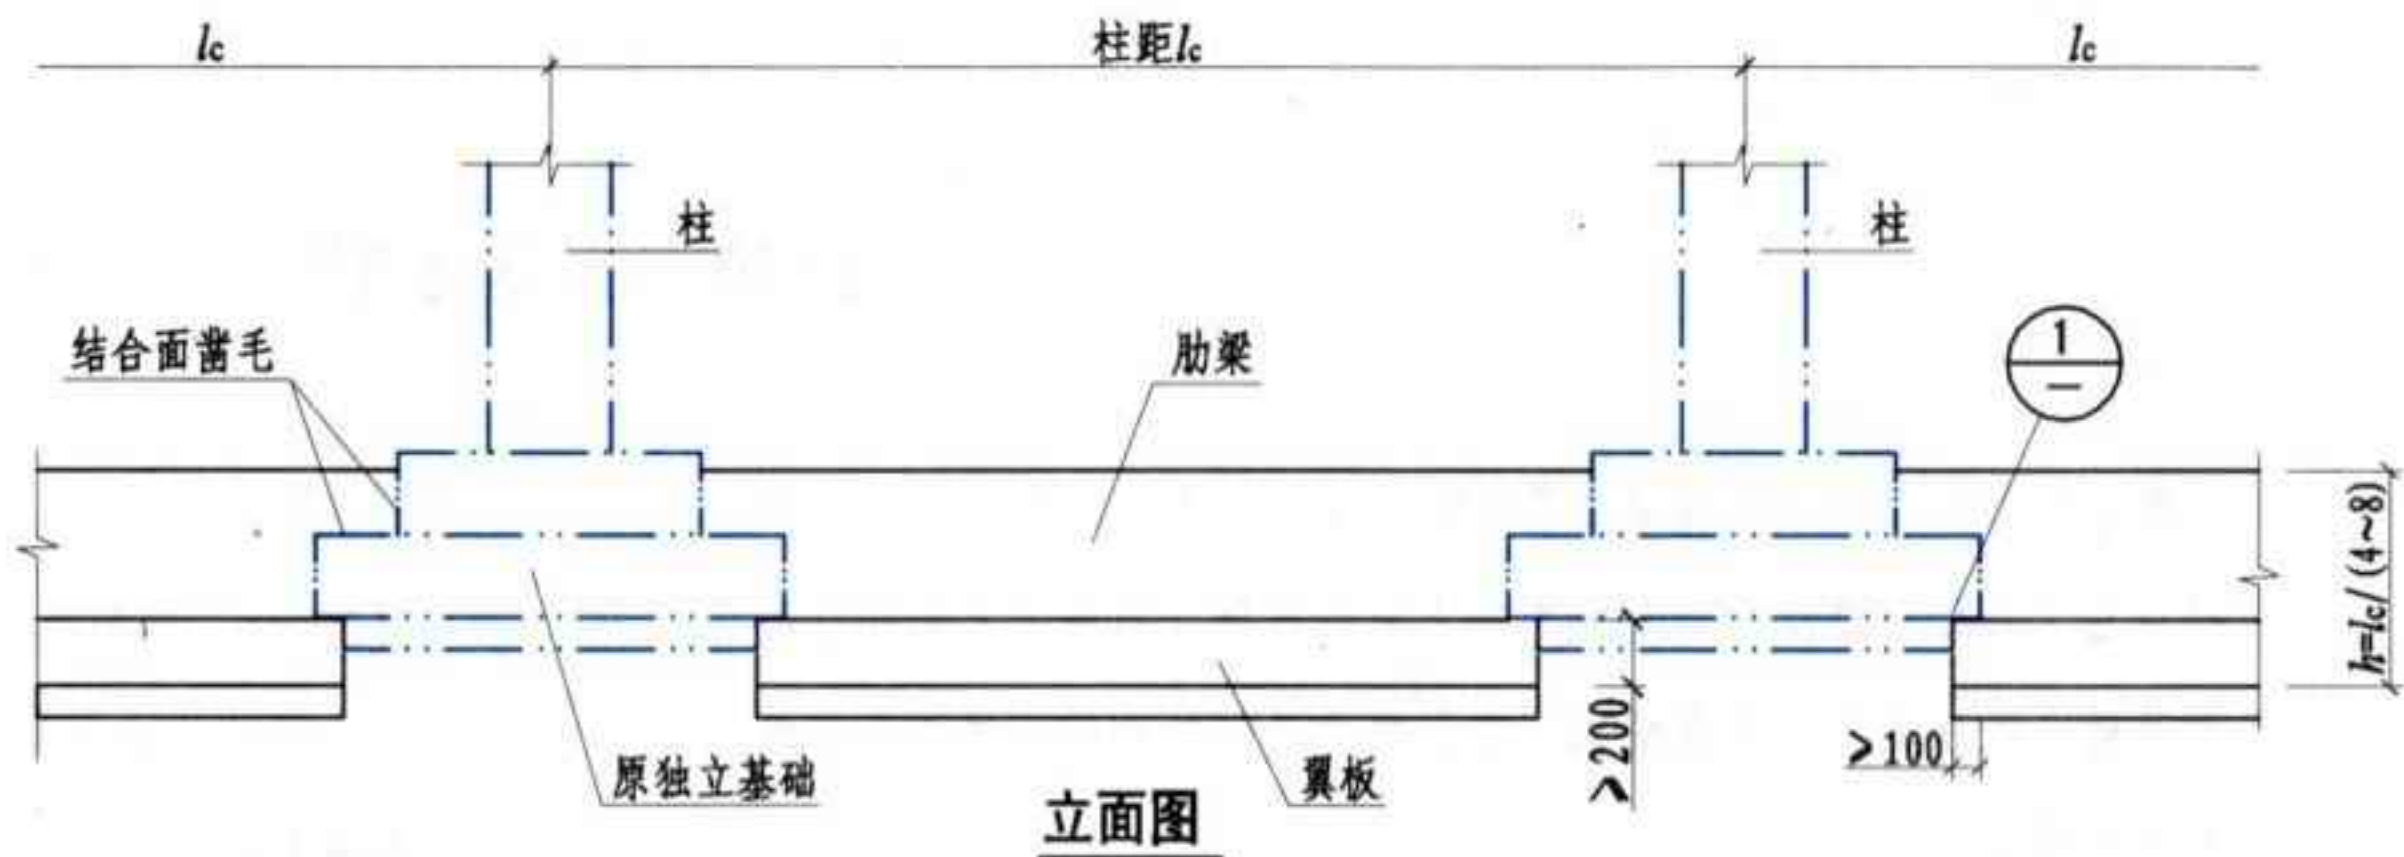 lc 柱距lc lc
柱 柱
结合面凿毛 肋梁 1
—
h=lc/(4~8)
≥200
≥100
原独立基础 翼板
立面图